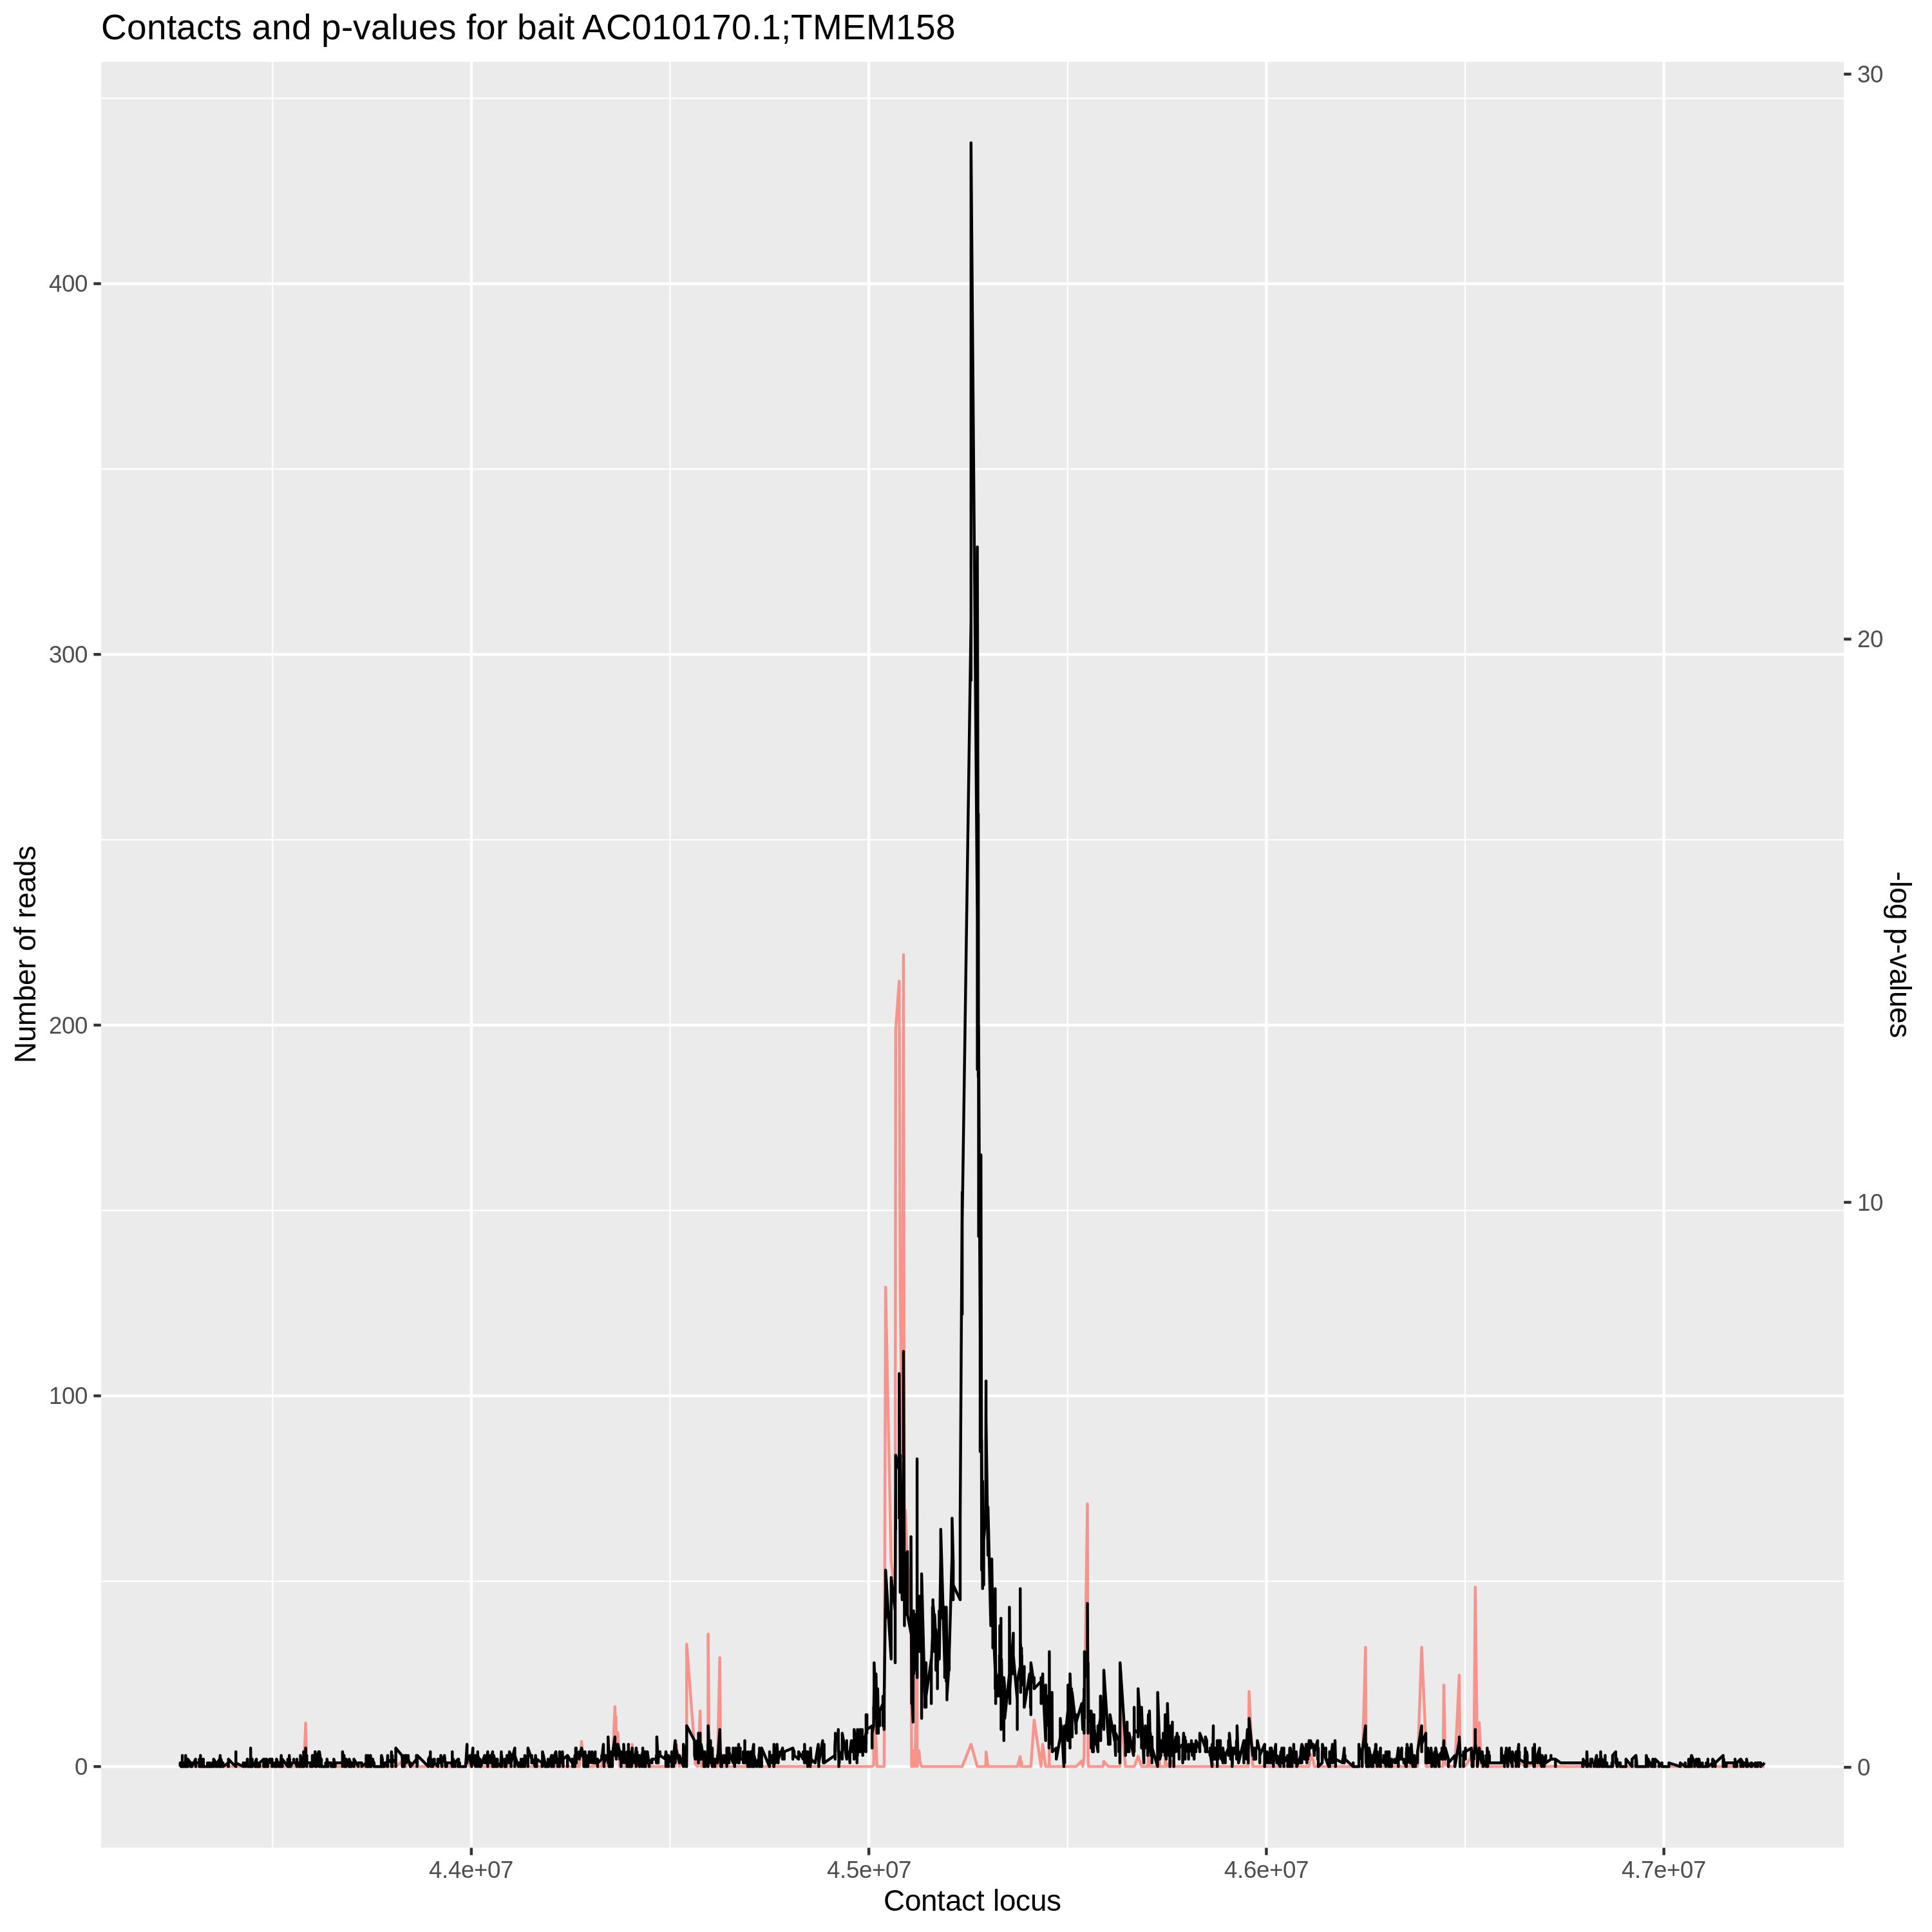 Contacts and p-values for bait AC010170.1;TMEM158
Number of reads
400
300
200
100
0
30
20
10
0
-log p-values
4.4e+07
4.5e+07
4.6e+07
4.7e+07
Contact locus